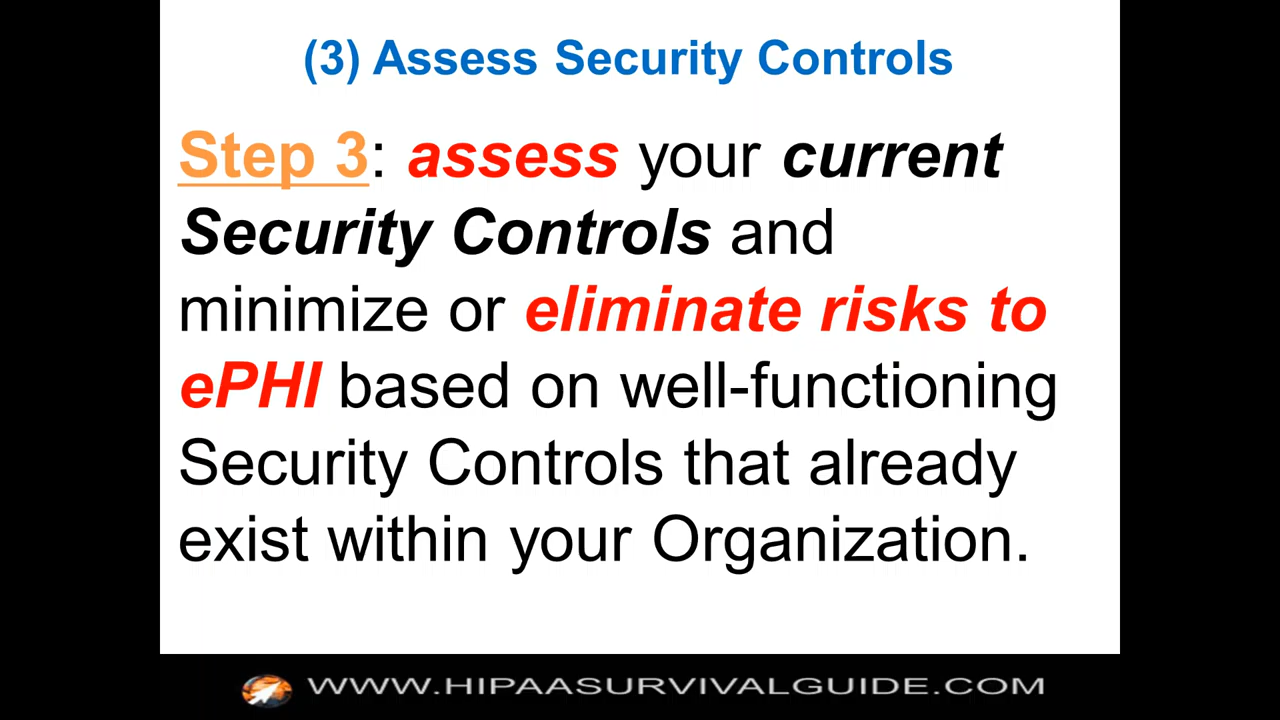 (3) Assess Security Controls
Step 3: assess your current
Security Controls and
minimize or eliminate risks to
ePHI based on well-functioning
Security Controls that already
exist within your Organization.
WWW.HIPAASURVIVALGUIDE.COM